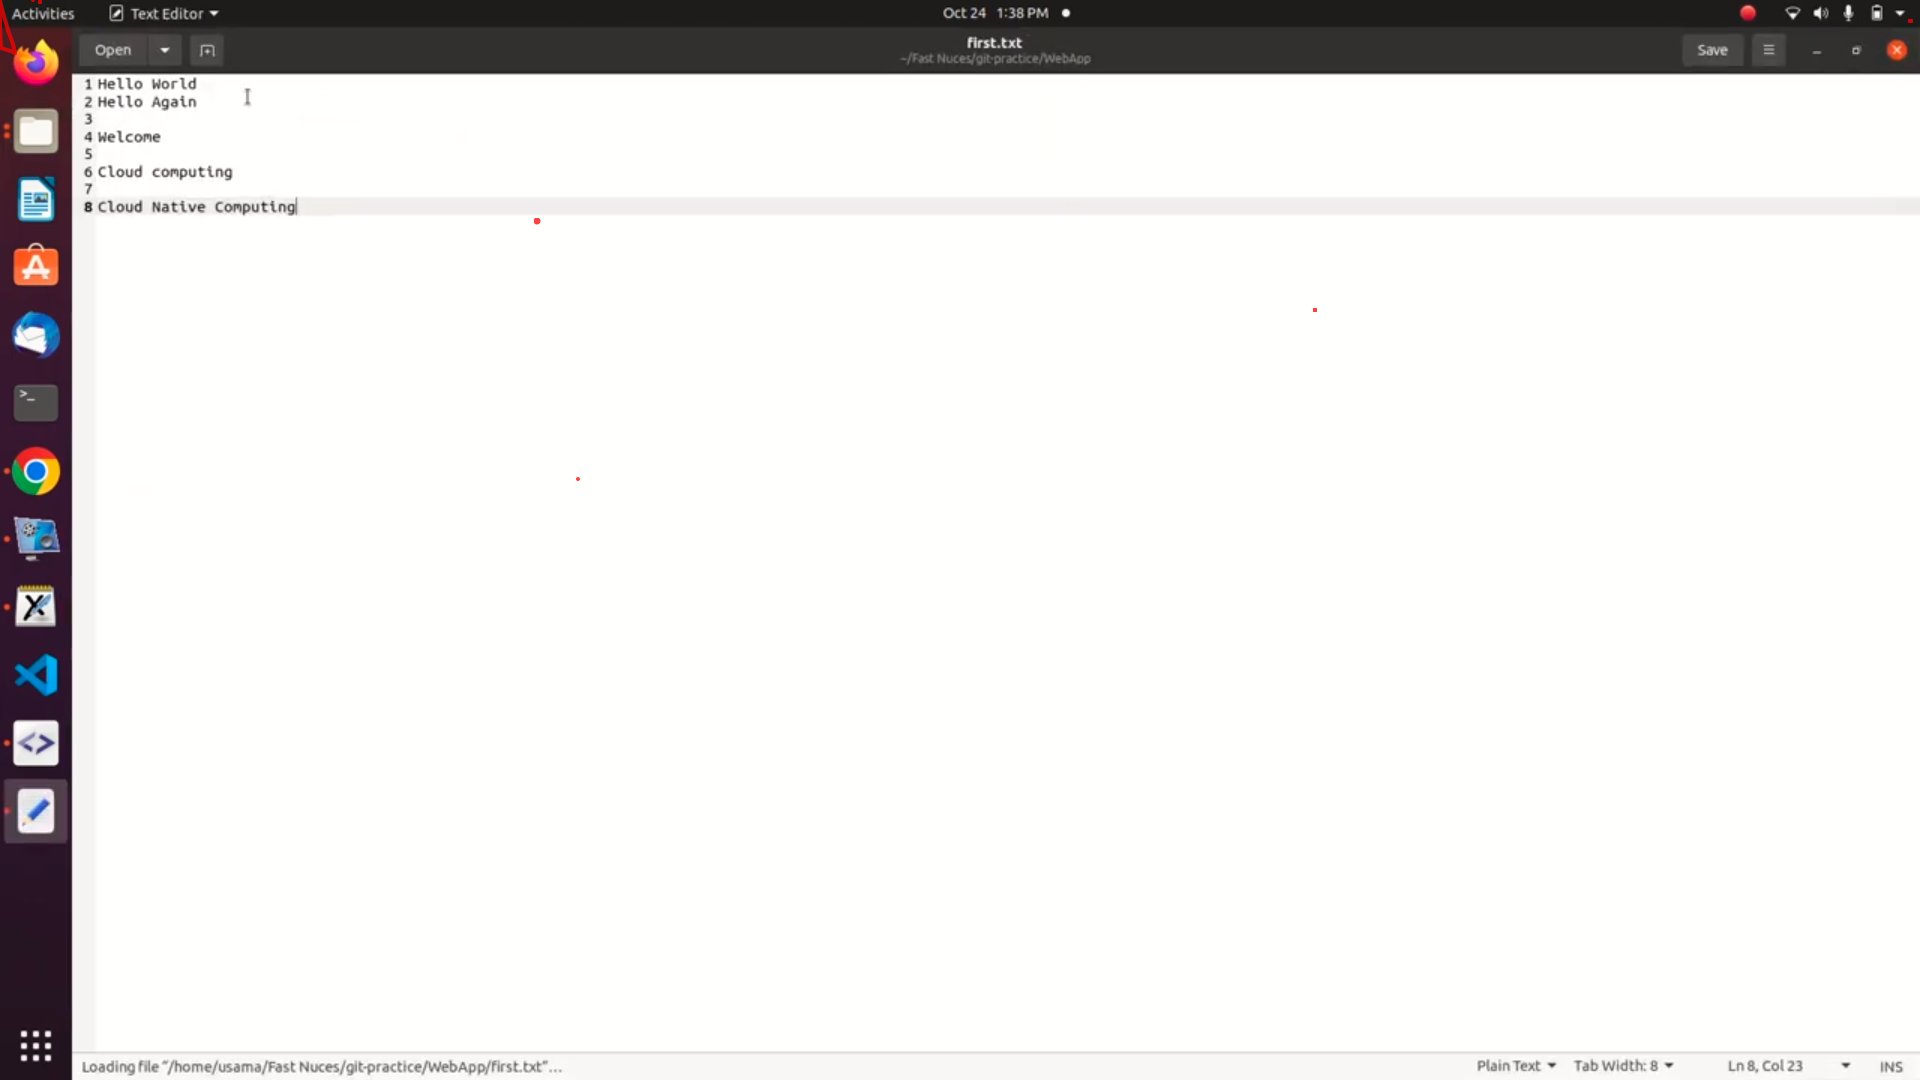 Activities Text Editor Oct 24 1:38 PM
Open first.txt Save
~/Fast Nuces/git-practice/WebApp
1 Hello World
2 Hello Again
3
4 Welcome
5
6 Cloud computing
7
8 Cloud Native Computing
Loading file “/home/usama/Fast Nuces/git-practice/WebApp/first.txt”… Plain Text Tab Width: 8 Ln 8, Col 23 INS